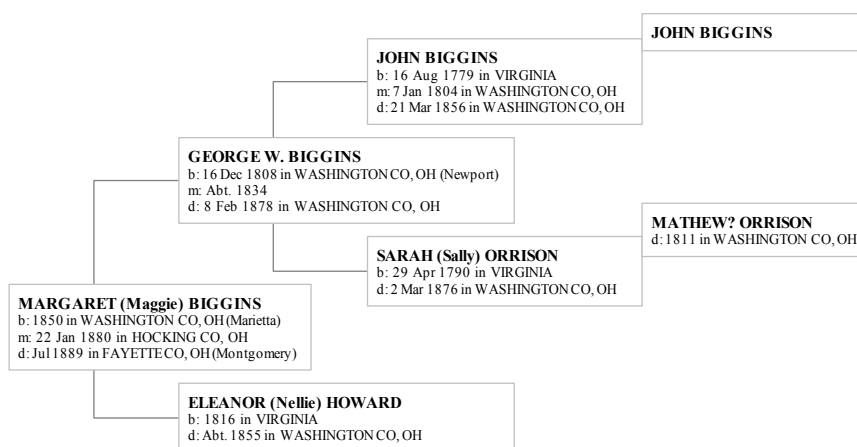 JOHN BIGGINS
JOHN BIGGINS
b: 16 Aug 1779 in VIRGINIA
m: 7 Jan 1804 in WASHINGTON CO, OH
d: 21 Mar 1856 in WASHINGTON CO, OH
GEORGE W. BIGGINS
b: 16 Dec 1808 in WASHINGTON CO, OH (Newport)
m: Abt. 1834
d: 8 Feb 1878 in WASHINGTON CO, OH
MATHEW? ORRISON
d: 1811 in WASHINGTON CO, OH
SARAH (Sally) ORRISON
b: 29 Apr 1790 in VIRGINIA
d: 2 Mar 1876 in WASHINGTON CO, OH
MARGARET (Maggie) BIGGINS
b: 1850 in WASHINGTON CO, OH (Marietta)
m: 22 Jan 1880 in HOCKING CO, OH
d: Jul 1889 in FAYETTE CO, OH (Montgomery)
ELEANOR (Nellie) HOWARD
b: 1816 in VIRGINIA
d: Abt. 1855 in WASHINGTON CO, OH